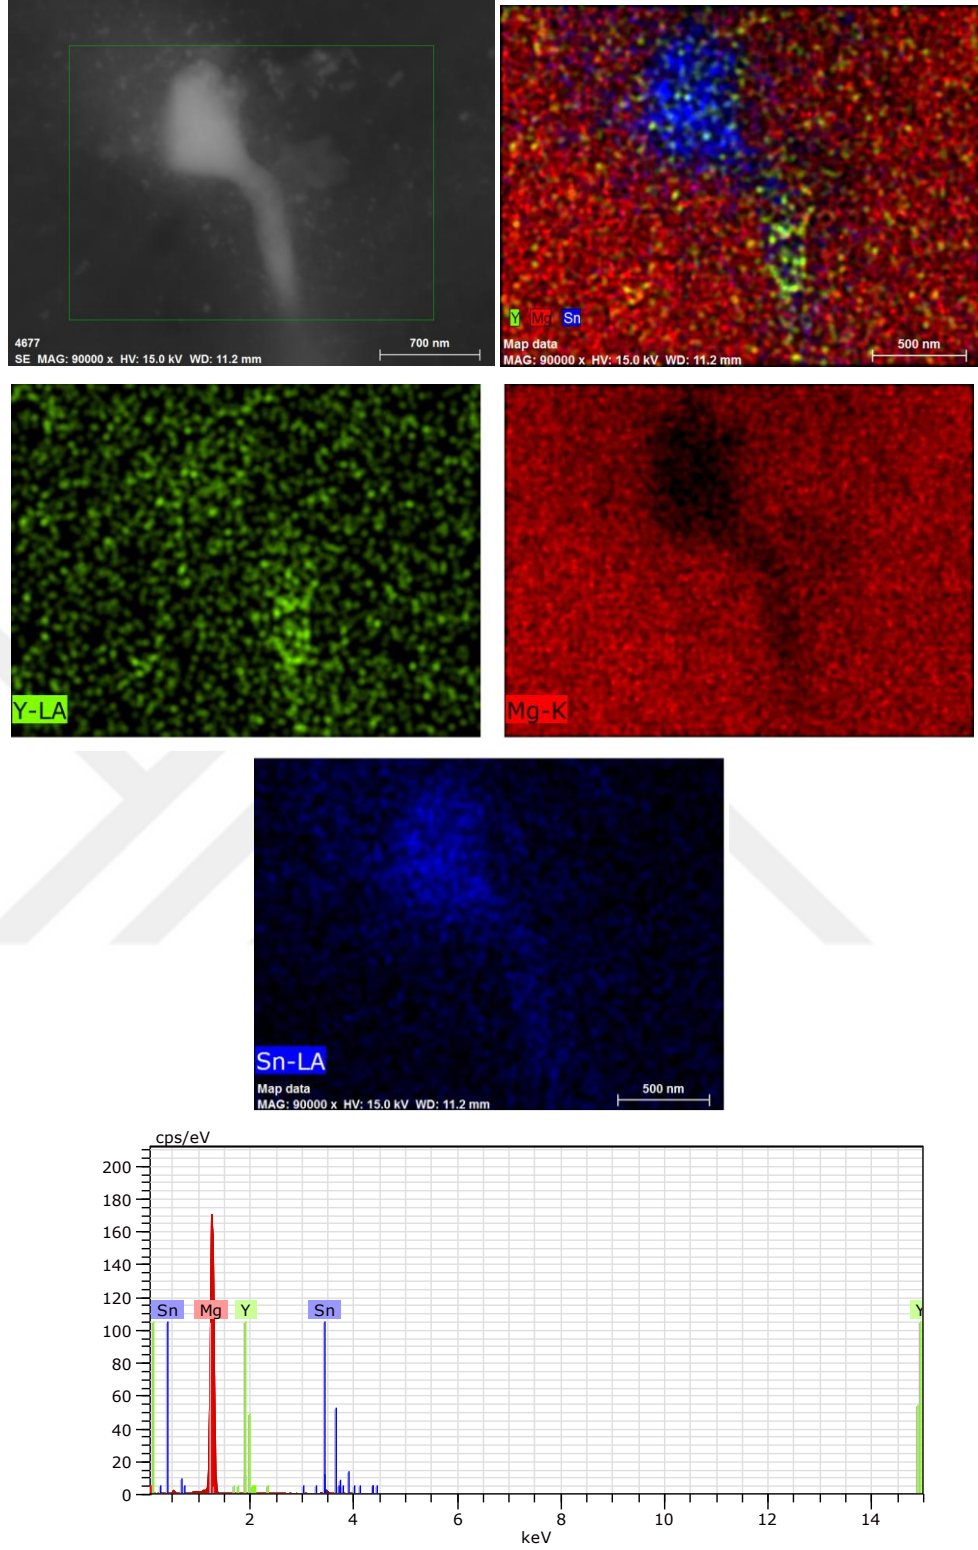 4677
700 nm
SE MAG: 90000 x HV: 15.0 kV WD: 11.2 mm
Y Mg Sn
Map data
500 nm
MAG: 90000 x HV: 15.0 kV WD: 11.2 mm
Y-LA
Mg-K
Sn-LA
Map data
500 nm
MAG: 90000 x HV: 15.0 kV WD: 11.2 mm
cps/eV
200
180
160
140
120
Sn Mg Y Sn Y
100
80
60
40
20
0
2 4 6 8 10 12 14
keV